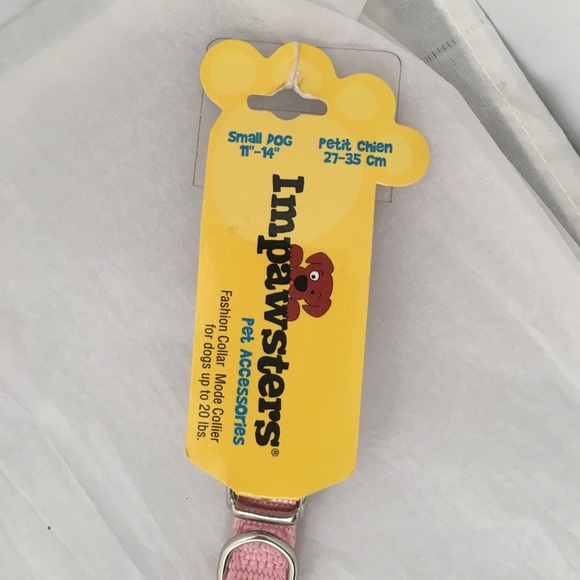 Small Dog
11"-14"
Petit Chien
27-35 cm
Impawsters®
Pet Accessories
Fashion Collar Mode Collier
for dogs up to 20 lbs.